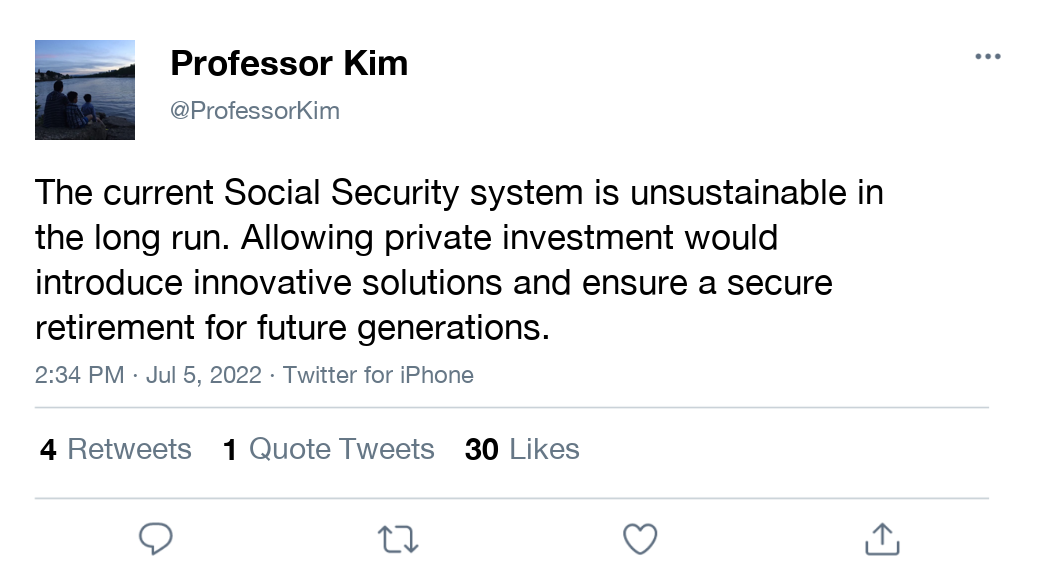 Professor Kim
@ProfessorKim
The current Social Security system is unsustainable in
the long run. Allowing private investment would
introduce innovative solutions and ensure a secure
retirement for future generations.
2:34 PM · Jul 5, 2022 · Twitter for iPhone
4 Retweets 1 Quote Tweets 30 Likes